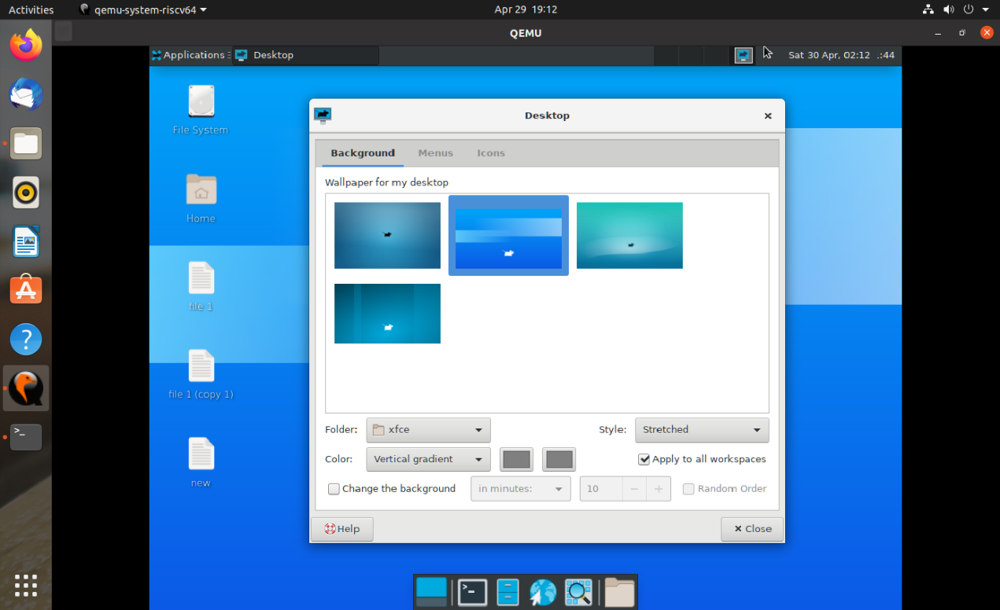 Activities qemu-system-riscv64 Apr 29 19:12
QEMU
Applications Desktop Sat 30 Apr, 02:12 .:44
File System
Home
file 1
file 1 (copy 1)
new
Desktop
Background Menus Icons
Wallpaper for my desktop
Folder: xfce Style: Stretched
Color: Vertical gradient Apply to all workspaces
Change the background in minutes: 10 Random Order
Help Close